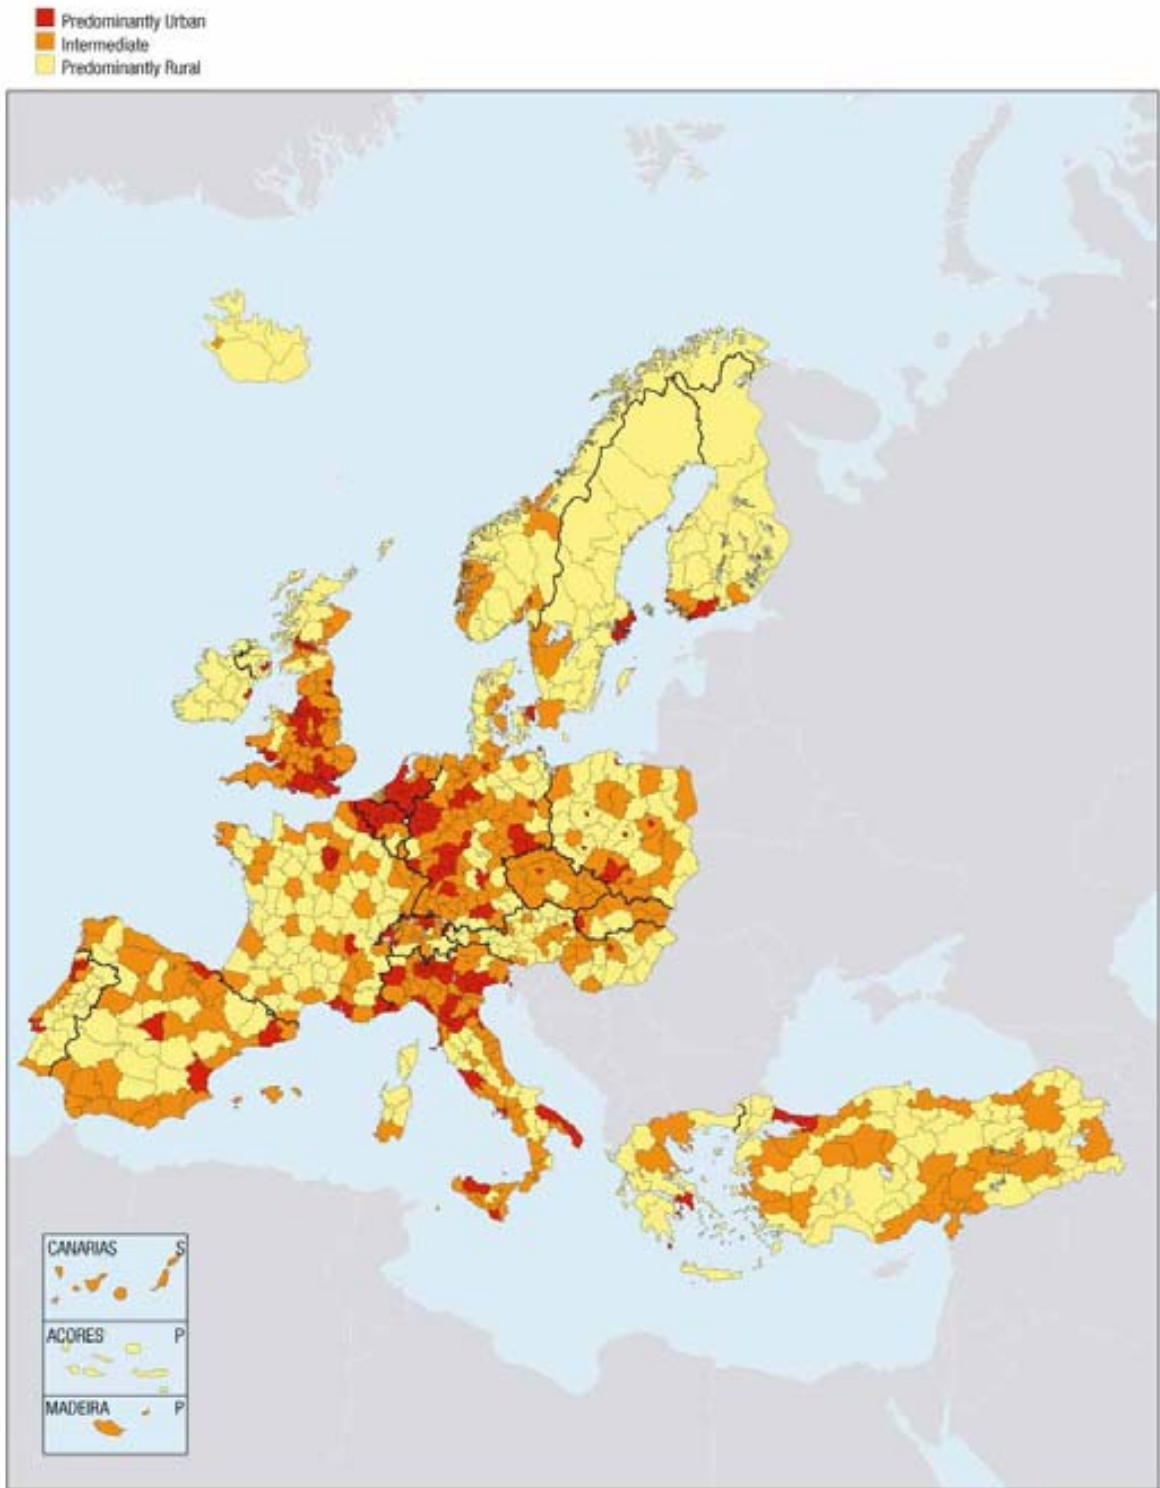 Predominantly Urban
Intermediate
Predominantly Rural
CANARIAS S
ACORES P
MADEIRA P